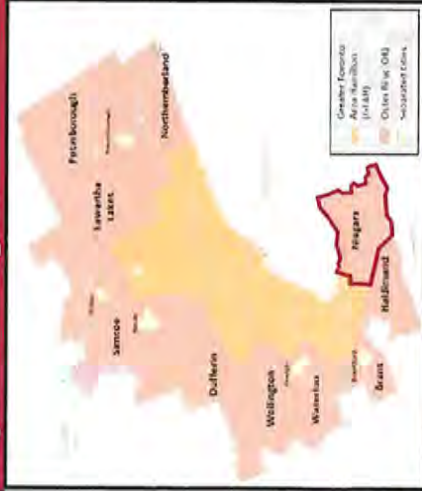 Peterborough
Northumberland
Kawartha
Lakes
Simcoe
Dufferin
Wellington
Waterloo
Brant
Haldimand
Niagara
Greater Toronto
Area Hamilton
(GTAH)
Outer Ring (OR)
Separated Cities